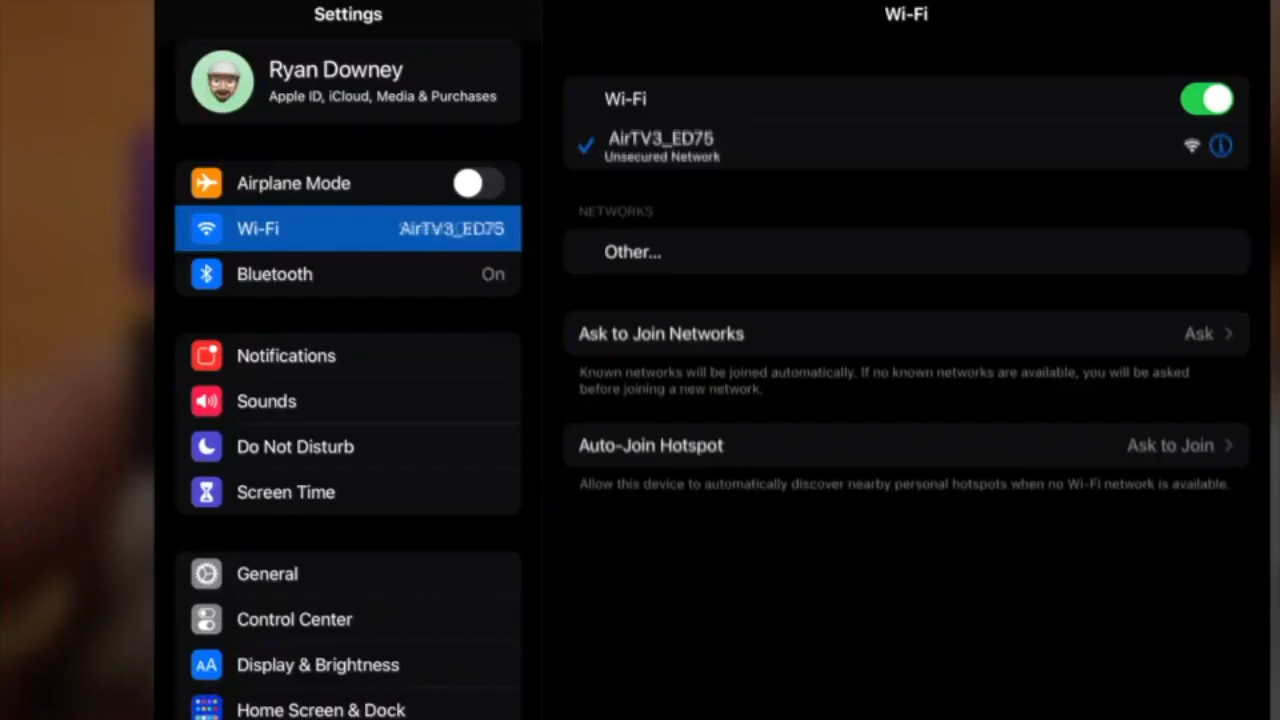 Settings
Ryan Downey
Apple ID, iCloud, Media & Purchases
Airplane Mode
Wi-Fi AirTV3_ED75
Bluetooth On
Notifications
Sounds
Do Not Disturb
Screen Time
General
Control Center
AA Display & Brightness
Home Screen & Dock
Wi-Fi
Wi-Fi
AirTV3_ED75
Unsecured Network
NETWORKS
Other...
Ask to Join Networks Ask
Known networks will be joined automatically. If no known networks are available, you will be asked
before joining a new network.
Auto-Join Hotspot Ask to Join
Allow this device to automatically discover nearby personal hotspots when no Wi-Fi network is available.